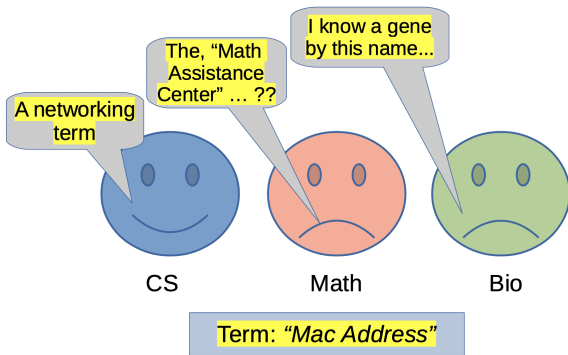 I know a gene
by this name...
The, “Math
Assistance
Center” … ??
A networking
term
CS
Math
Bio
Term: “Mac Address”